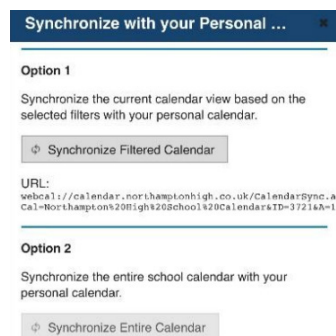 Synchronize with your Personal ...
Option 1
Synchronize the current calendar view based on the
selected filters with your personal calendar.
Synchronize Filtered Calendar
URL:
webcal://calendar.northamptonhigh.co.uk/CalendarSync.a
Cal=Northampton%20High%20School%20Calendar&ID=3721&A=1
Option 2
Synchronize the entire school calendar with your
personal calendar.
Synchronize Entire Calendar